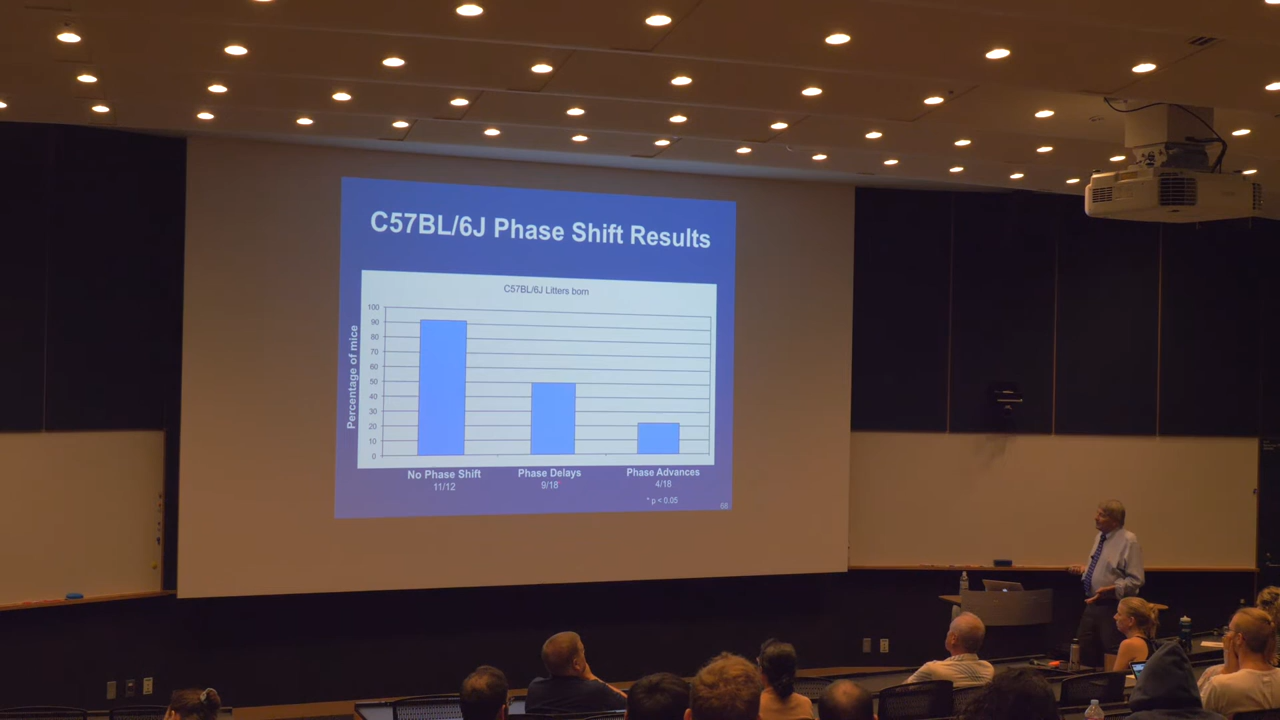 C57BL/6J Phase Shift Results
C57BL/6J Litters born
Percentage of mice
100
90
80
70
60
50
40
30
20
10
0
No Phase Shift
11/12
Phase Delays
9/18
Phase Advances
4/18
* p < 0.05
68